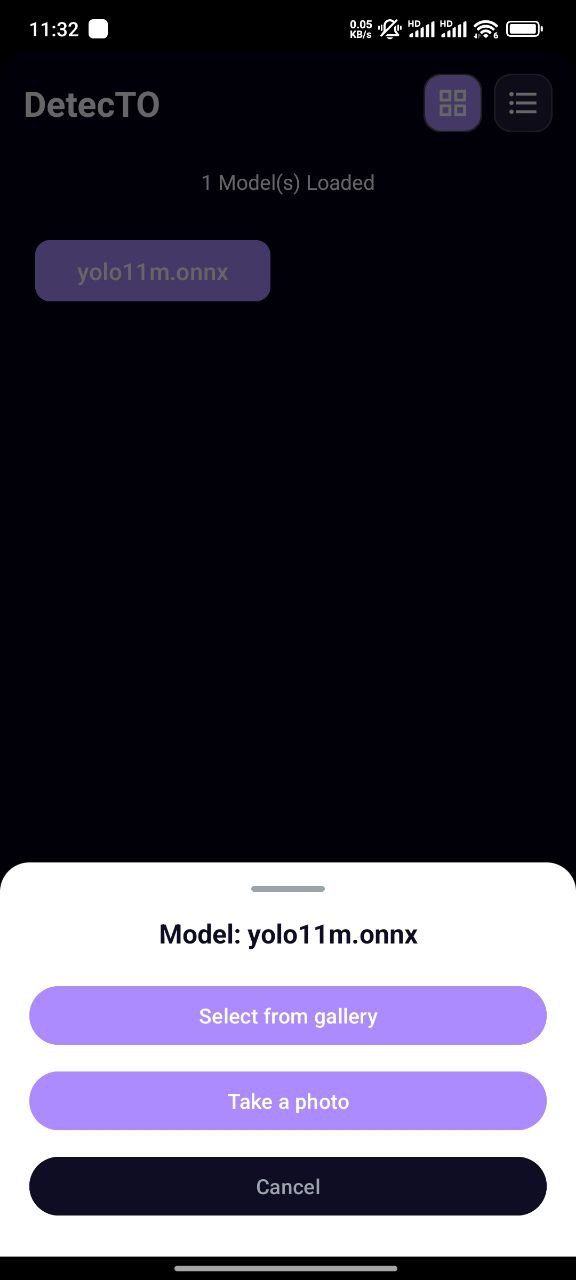 11:32
0.05
KB/s
HD
HD
6
DetecTO
1 Model(s) Loaded
yolo11m.onnx
Model: yolo11m.onnx
Select from gallery
Take a photo
Cancel